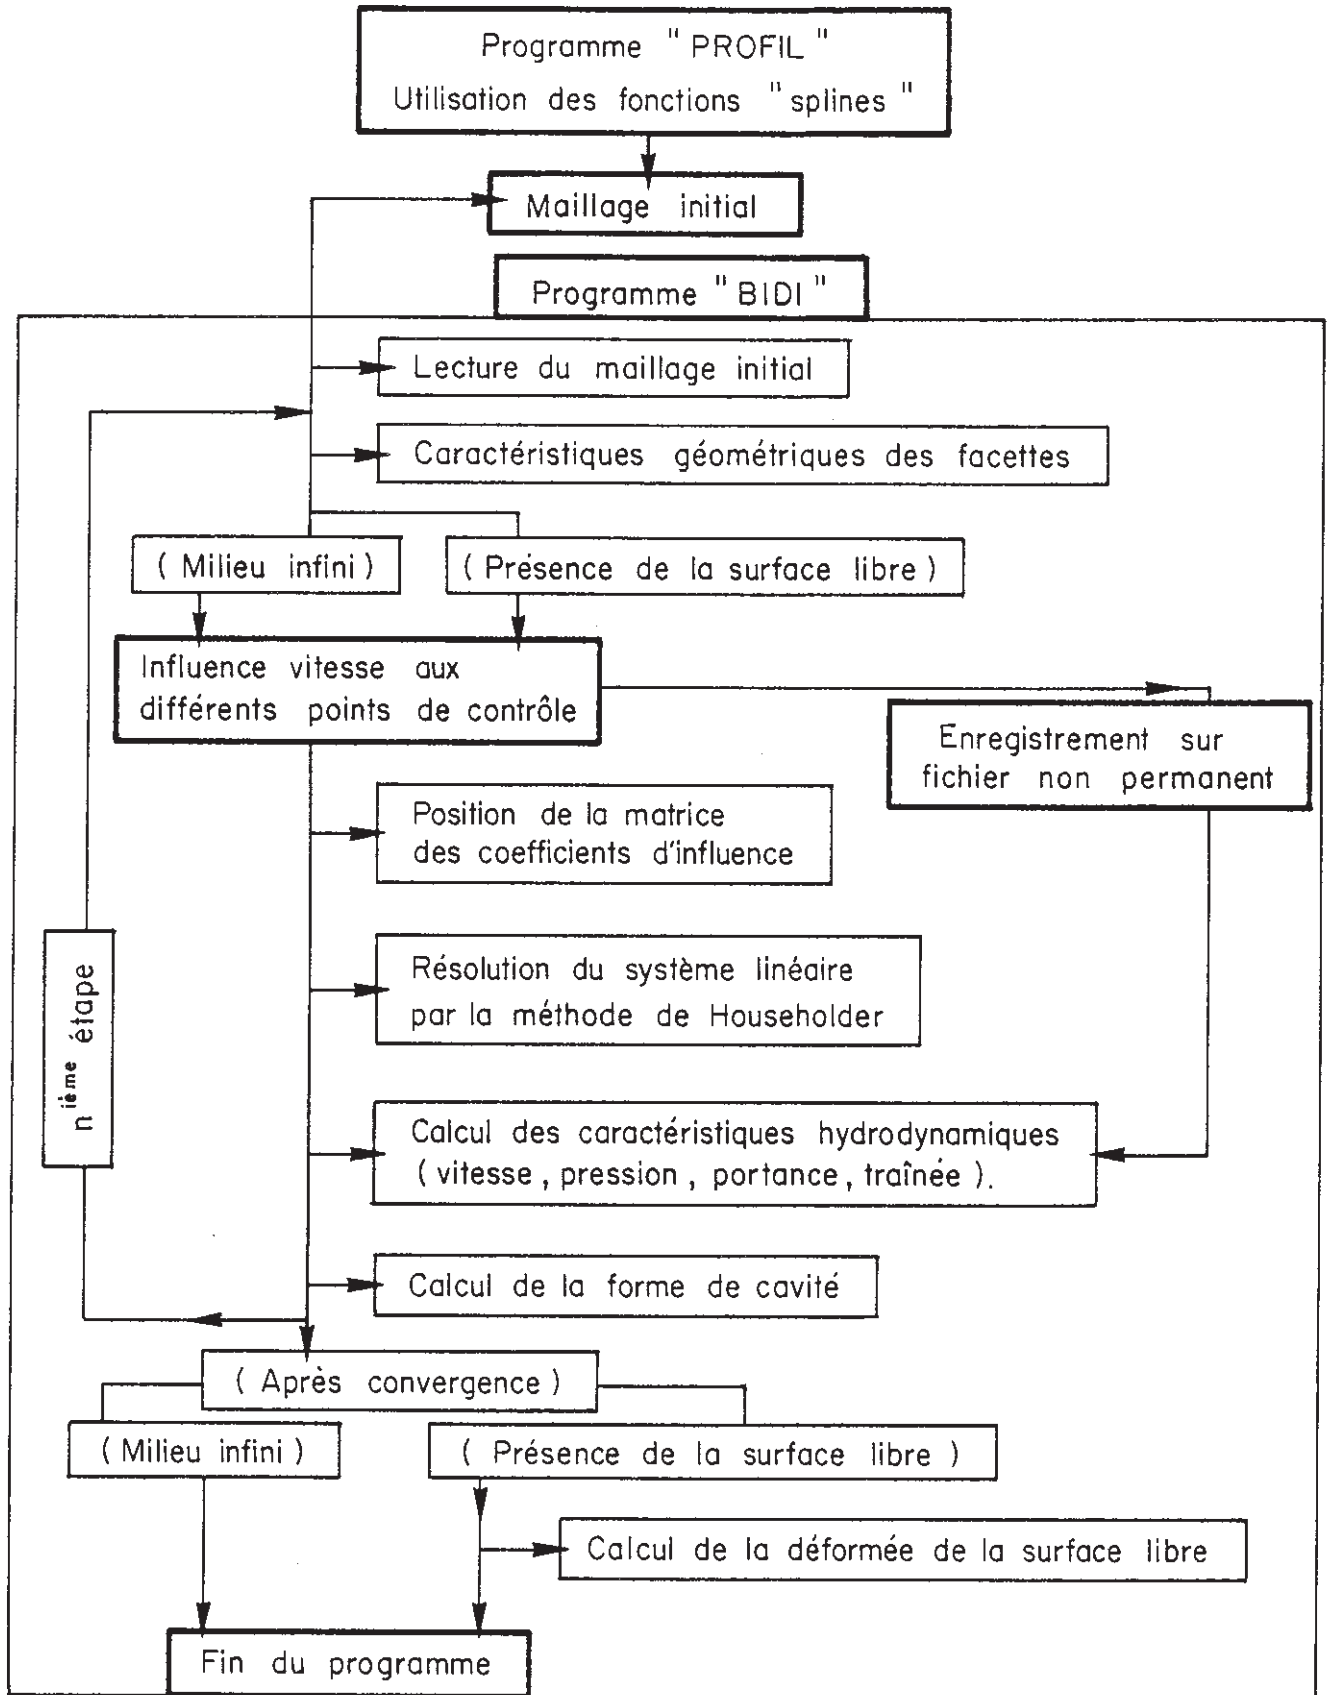 Programme "PROFIL"
Utilisation des fonctions "splines"
Maillage initial
Programme "BIDI"
Lecture du maillage initial
Caractéristiques géométriques des facettes
(Milieu infini)
(Présence de la surface libre)
Influence vitesse aux
différents points de contrôle
Enregistrement sur
fichier non permanent
Position de la matrice
des coefficients d'influence
Résolution du système linéaire
par la méthode de Householder
n ième étape
Calcul des caractéristiques hydrodynamiques
(vitesse, pression, portance, traînée).
Calcul de la forme de cavité
(Après convergence)
(Milieu infini)
(Présence de la surface libre)
Calcul de la déformée de la surface libre
Fin du programme